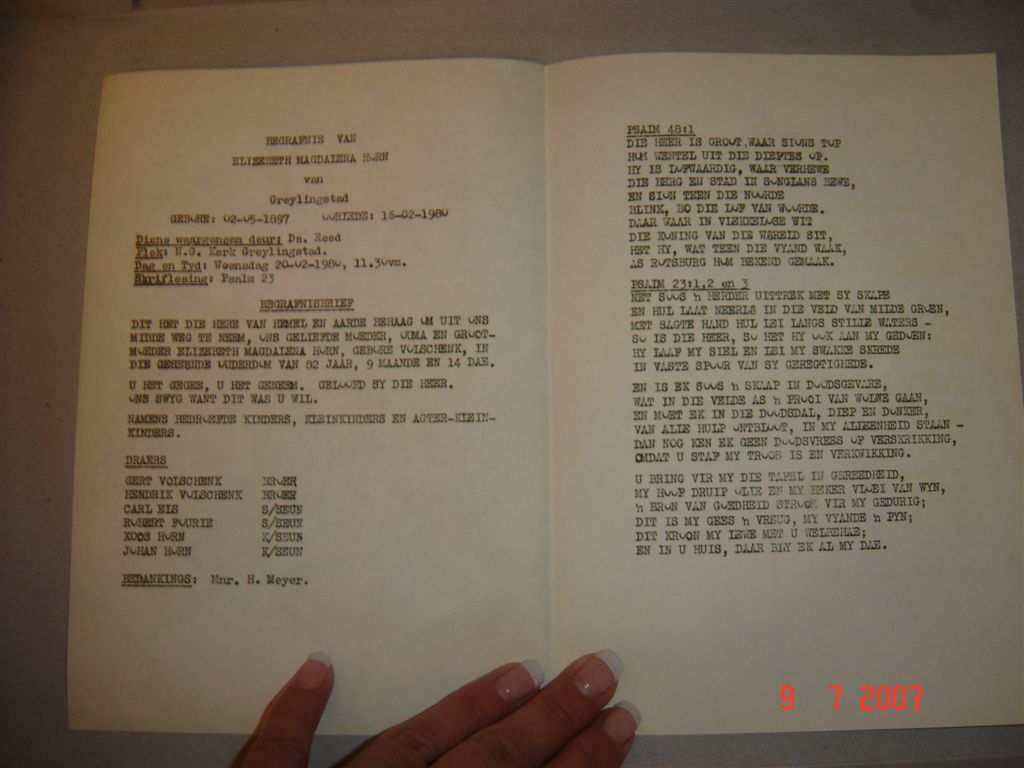 BEGRAFNIS VAN
ELIZEBETH MAGDALENA HORN
van
Greylingstad
GEBORE: 02-05-1897 OORLEDE: 16-02-1980
Diens waargeneem deur: Ds. Reed
Plek: N.G. Kerk Greylingstad.
Dag en Tyd: Woensdag 20-02-1980, 11.30vm.
Skriflesing: Psalm 23
BEGRAFNISBRIEF
DIT HET DIE HERE VAN HEMEL EN AARDE BEHAAG OM UIT ONS
MIDDE WEG TE NEEM, ONS GELIEFDE MOEDER, OUMA EN GROOT-
MOEDER ELIZEBETH MAGDALENA HORN, GEBORE VOLSCHENK, IN
DIE GESEENDE OUDERDOM VAN 82 JAAR, 9 MAANDE EN 14 DAE.
U HET GEGEE, U HET GENEEM. GELOOFD SY DIE HEER.
ONS SWYG WANT DIT WAS U WIL.
NAMENS BEDROEFDE KINDERS, KLEINKINDERS EN AGTER-KLEIN-
KINDERS.
DRAERS
GERT VOLSCHENK BROER
HENDRIK VOLSCHENK BROER
CARL ELS S/SEUN
ROBERT FOURIE S/SEUN
KOOS HORN K/SEUN
JOHAN HORN K/SEUN
BEDANKINGS: Mnr. H. Meyer.
PSALM 48:1
DIE HEER IS GROOT,WAAR SIONS TOP
HOM WENTEL UIT DIE DIEPTES OP.
HY IS LOFWAARDIG, WAAR VERHEWE
DIE BERG EN STAD IN SONGLANS BEWE,
EN SION TEEN DIE NOORDE
BLINK, BO DIE LOF VAN WOORDE.
DAAR WAAR IN VLEKKELOSE WIT
DIE KONING VAN DIE WêRELD SIT,
HET HY, WAT TEEN DIE VYAND WAAK,
AS ROTSBURG HOM BEKEND GEMAAK.
PSALM 23:1,2 en 3
NET SOOS 'n HERDER UITTREK MET SY SKAPE
EN HUL LAAT NEERLê IN DIE VELD VAN MILDE GROEN,
MET SAGTE HAND HUL LEI LANGS STILLE WATERS -
SO IS DIE HEER, SO HET HY OOK AAN MY GEDOEN:
HY LAAF MY SIEL EN LEI MY SWAKKE SKREDE
IN VASTE SPOOR VAN SY GEREGTIGHEDE.
EN IS EK SOOS 'n SKAAP IN DOODSGEVARE,
WAT IN DIE VELDE AS 'n PROOI VAN WOLWE GAAN,
EN MOET EK IN DIE DOODSDAL, DIEP EN DONKER,
VAN ALLE HULP ONTBLOOT, IN MY ALLEENHEID STAAN -
DAN NOG KEN EK GEEN DOODSVREES OF VERSKRIKKING,
OMDAT U STAF MY TROOS IS EN VERKWIKKING.
U BRING VIR MY DIE TAFEL IN GEREEDHEID,
MY HOOF DRUIP OLIE EN MY BEKER VLOEI VAN WYN,
'n BRON VAN GOEDHEID STROOM VIR MY GEDURIG;
DIT IS MY GEES 'n VREUG, MY VYANDE 'n PYN;
DIT KROON MY LEWE MET U WELBEHAE;
EN IN U HUIS, DAAR BLY EK AL MY DAE.
9 7 2007